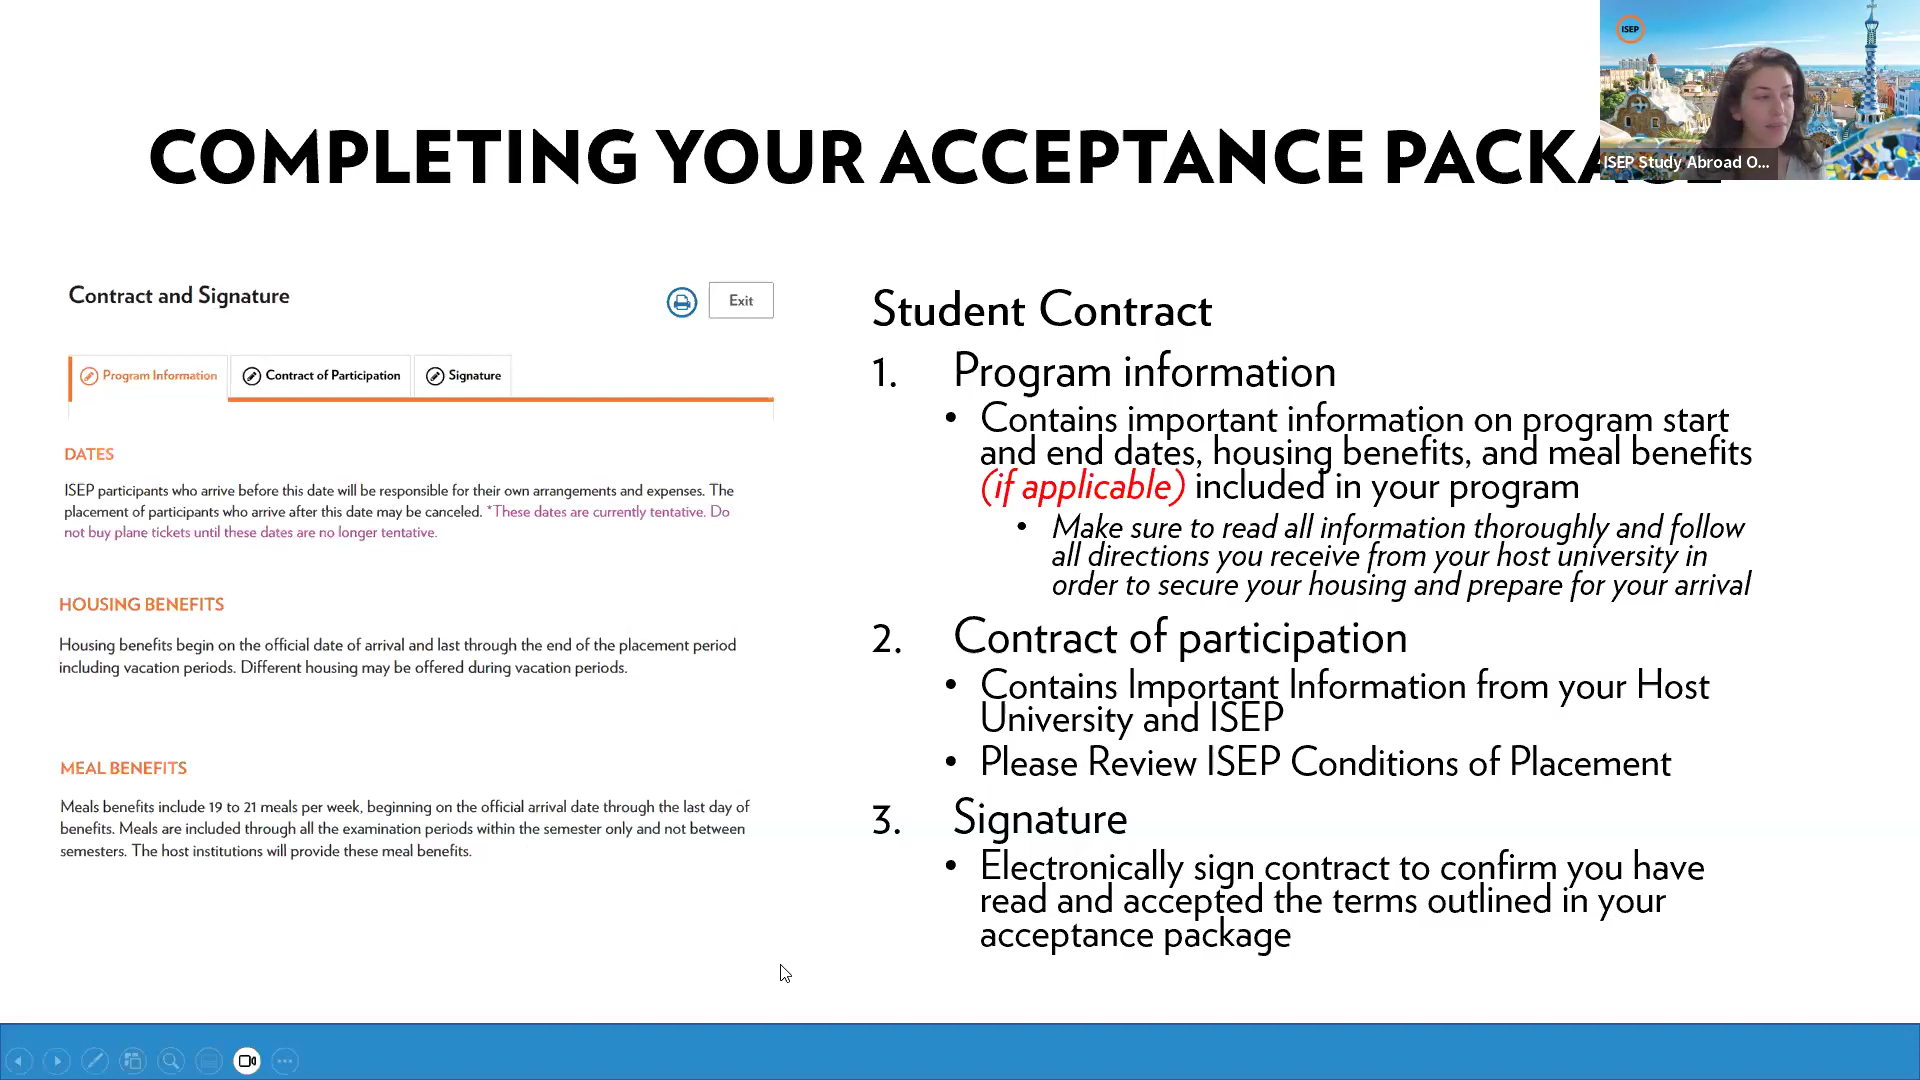 ISEP
ISEP Study Abroad O...
COMPLETING YOUR ACCEPTANCE
Contract and Signature
Exit
Program Information
Contract of Participation
Signature
DATES
ISEP participants who arrive before this date will be responsible for their own arrangements and expenses. The
placement of participants who arrive after this date may be canceled. *These dates are currently tentative. Do
not buy plane tickets until these dates are no longer tentative.
HOUSING BENEFITS
Housing benefits begin on the official date of arrival and last through the end of the placement period
including vacation periods. Different housing may be offered during vacation periods.
MEAL BENEFITS
Meals benefits include 19 to 21 meals per week, beginning on the official arrival date through the last day of
benefits. Meals are included through all the examination periods within the semester only and not between
semesters. The host institutions will provide these meal benefits.
Student Contract
1. Program information
• Contains important information on program start
and end dates, housing benefits, and meal benefits
(if applicable) included in your program
• Make sure to read all information thoroughly and follow
all directions you receive from your host university in
order to secure your housing and prepare for your arrival
2. Contract of participation
• Contains Important Information from your Host
University and ISEP
• Please Review ISEP Conditions of Placement
3. Signature
• Electronically sign contract to confirm you have
read and accepted the terms outlined in your
acceptance package